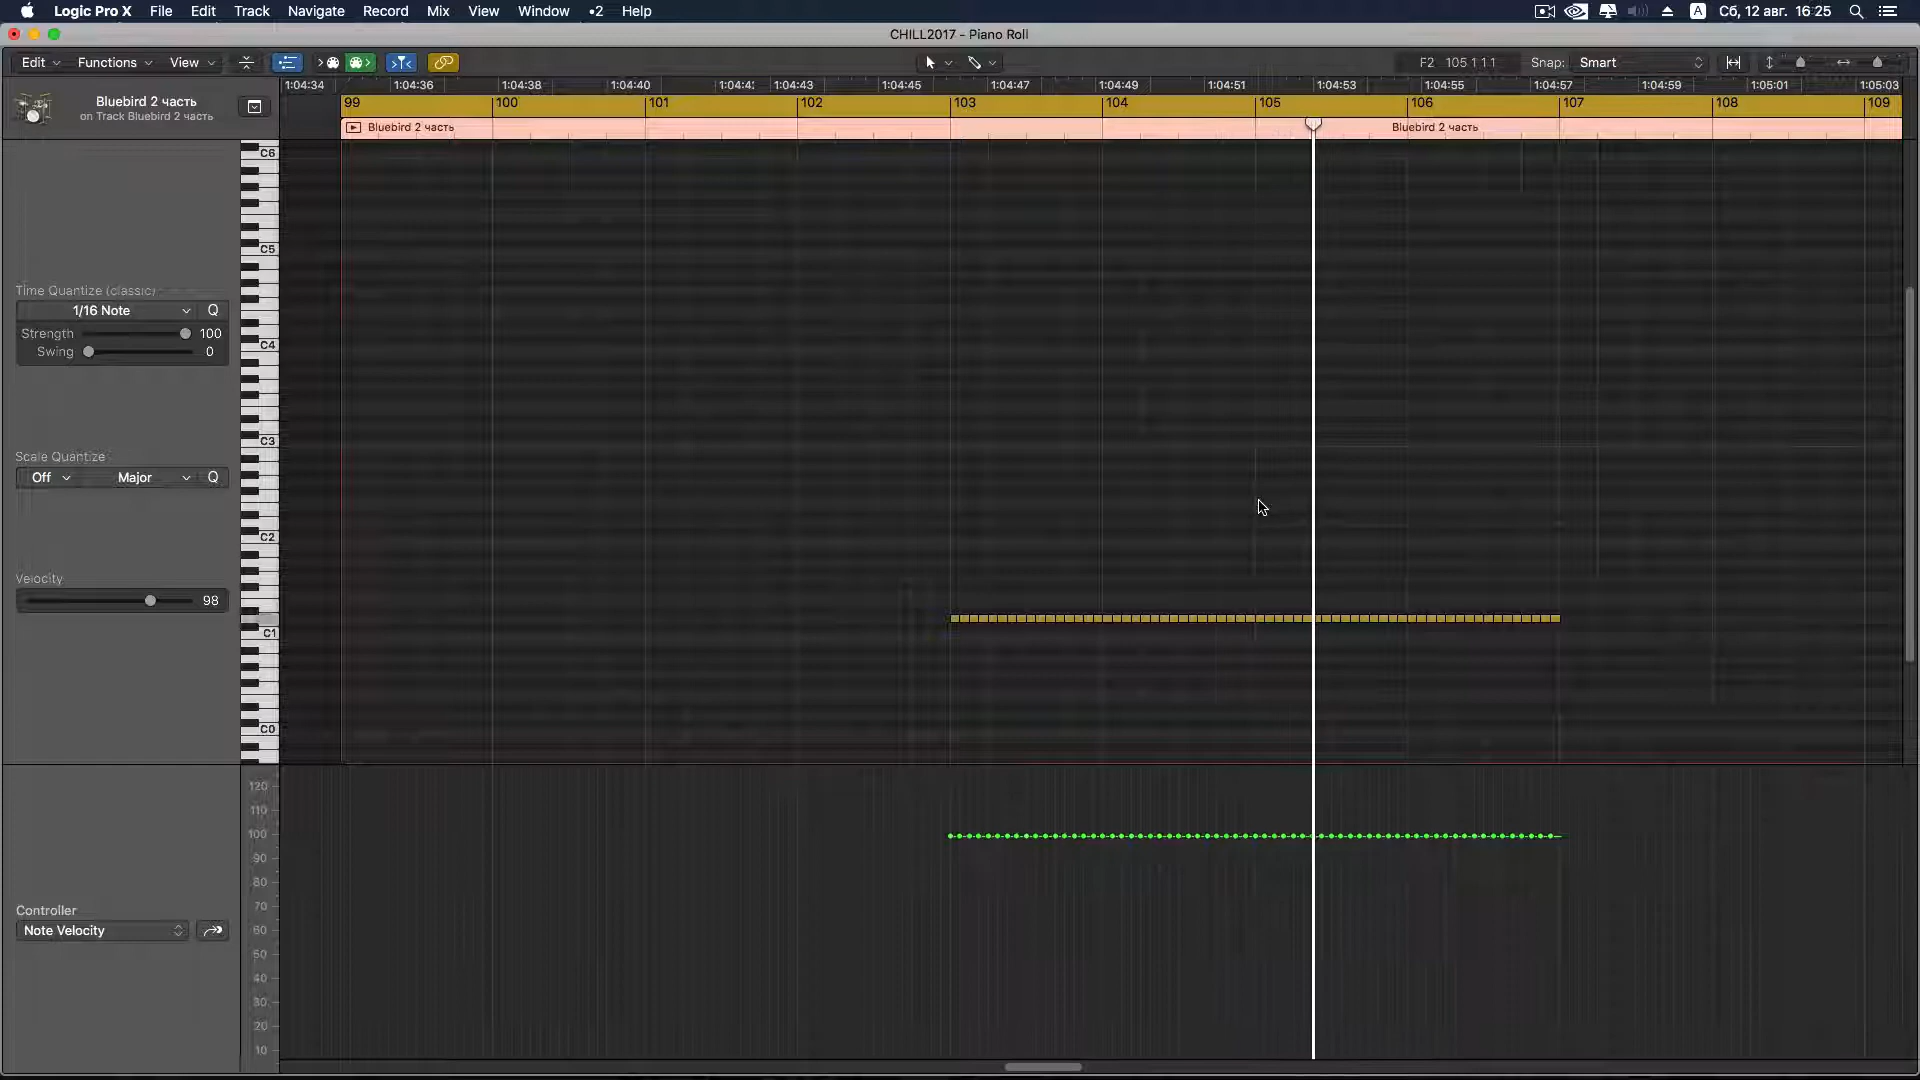 Logic Pro X File Edit Track Navigate Record Mix View Window •2 Help A Сб, 12 авг. 16:25
CHILL2017 - Piano Roll
Edit Functions View F2 105 1 1 1 Snap: Smart
1:04:34 1:04:36 1:04:38 1:04:40 1:04:42 1:04:43 1:04:45 1:04:47 1:04:49 1:04:51 1:04:53 1:04:55 1:04:57 1:04:59 1:05:01 1:05:03
99 100 101 102 103 104 105 106 107 108 109
Bluebird 2 часть
on Track Bluebird 2 часть
Bluebird 2 часть Bluebird 2 часть
C6
C5
Time Quantize (classic)
1/16 Note Q
Strength 100
C4
Swing 0
C3
Scale Quantize
Off Major Q
C2
Velocity
98
C1
C0
120
110
100
90
80
70
Controller
Note Velocity
60
50
40
30
20
10